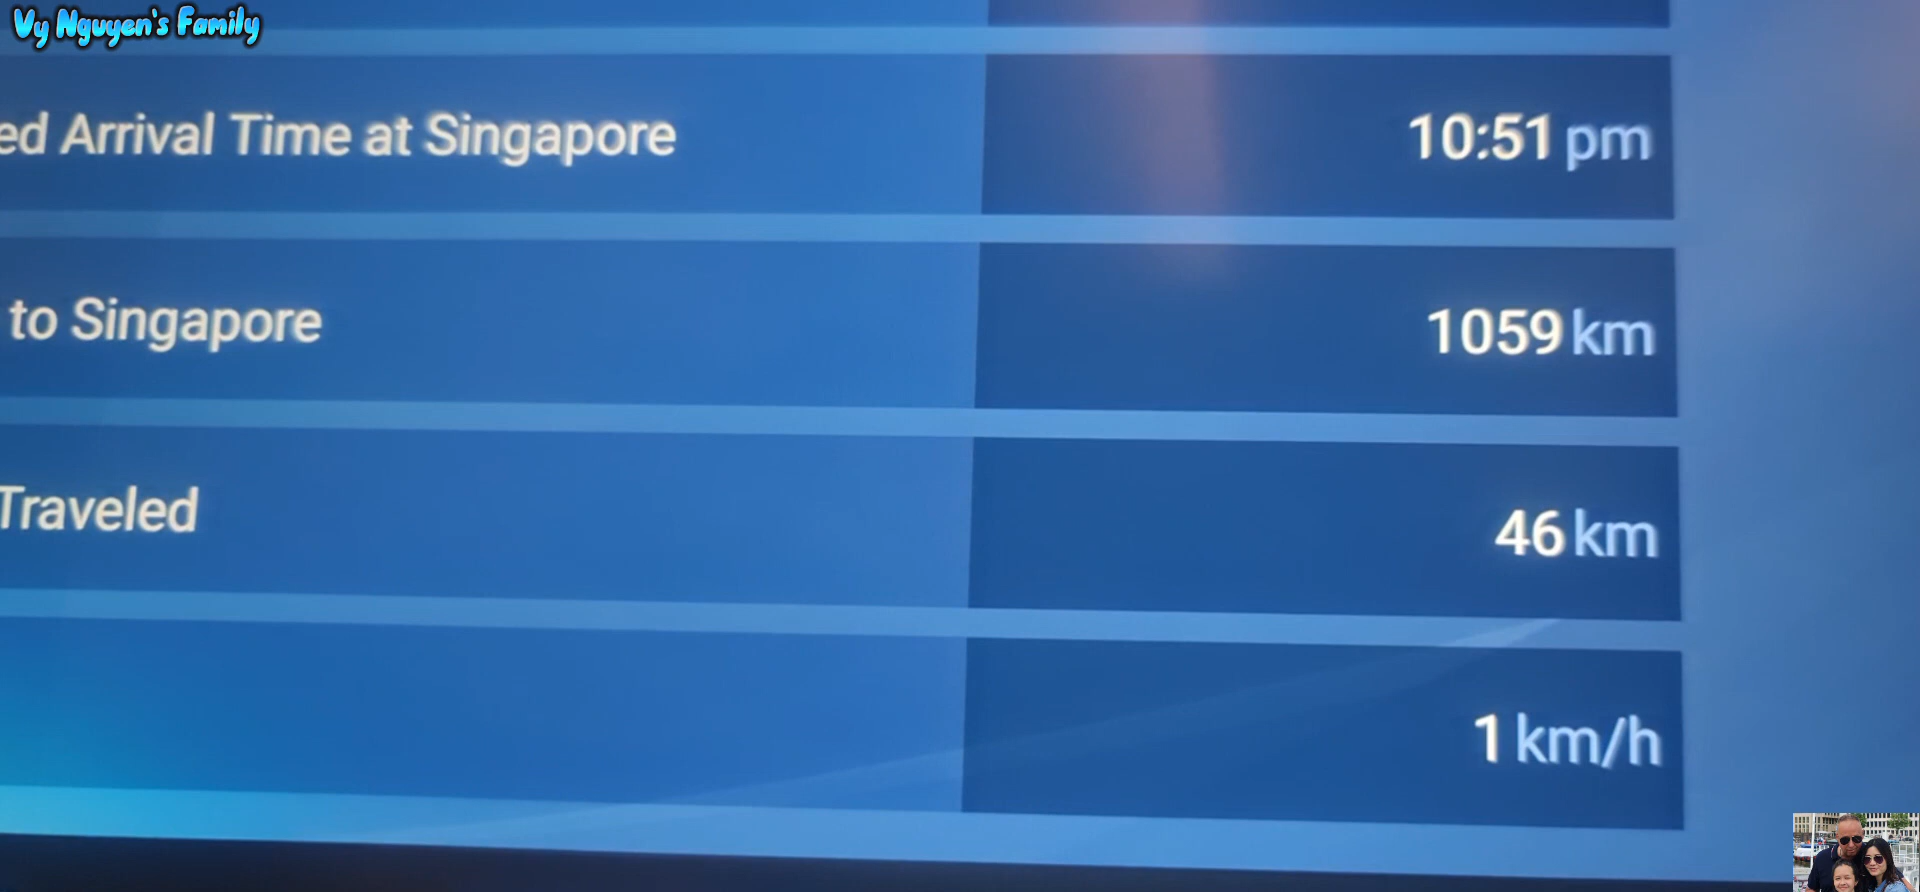 Vy Nguyen's Family
ed Arrival Time at Singapore 10:51 pm
to Singapore 1059 km
Traveled 46 km
1 km/h